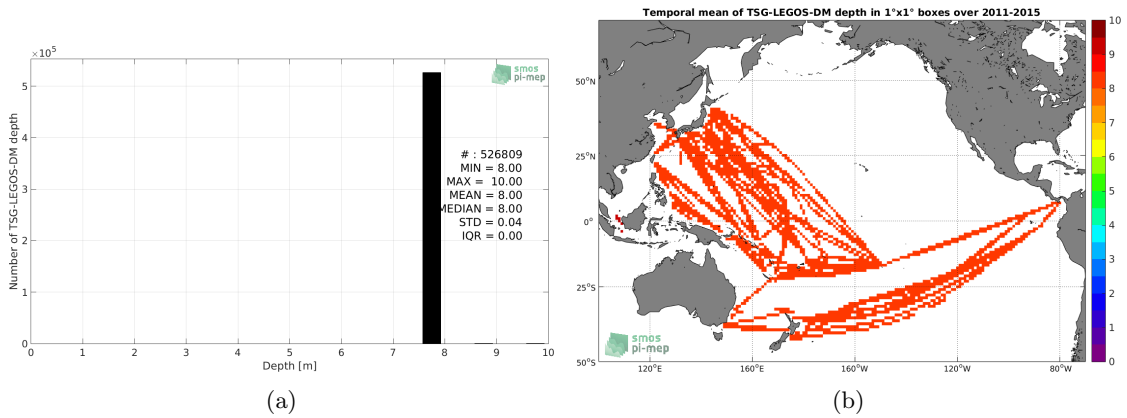 ×10⁵
5
4
3
2
1
0
Number of TSG-LEGOS-DM depth
smos
pi-mep
# : 526809
MIN = 8.00
MAX = 10.00
MEAN = 8.00
MEDIAN = 8.00
STD = 0.04
IQR = 0.00
0 1 2 3 4 5 6 7 8 9 10
Depth [m]
(a)
Temporal mean of TSG-LEGOS-DM depth in 1°x1° boxes over 2011-2015
50°N
25°N
0°
25°S
50°S
smos
pi-mep
120°E 160°E 160°W 120°W 80°W
10
9
8
7
6
5
4
3
2
1
0
(b)